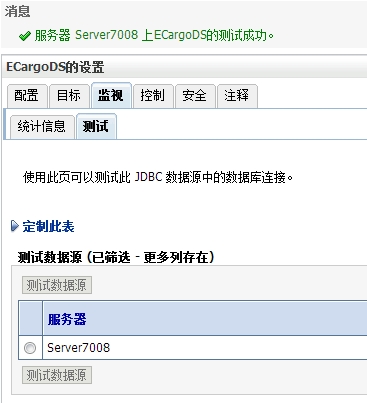 消息
服务器 Server7008 上ECargoDS的测试成功。
ECargoDS的设置
配置 目标 监视 控制 安全 注释
统计信息 测试
使用此页可以测试此 JDBC 数据源中的数据库连接。
定制此表
测试数据源 (已筛选 - 更多列存在)
测试数据源
服务器
Server7008
测试数据源